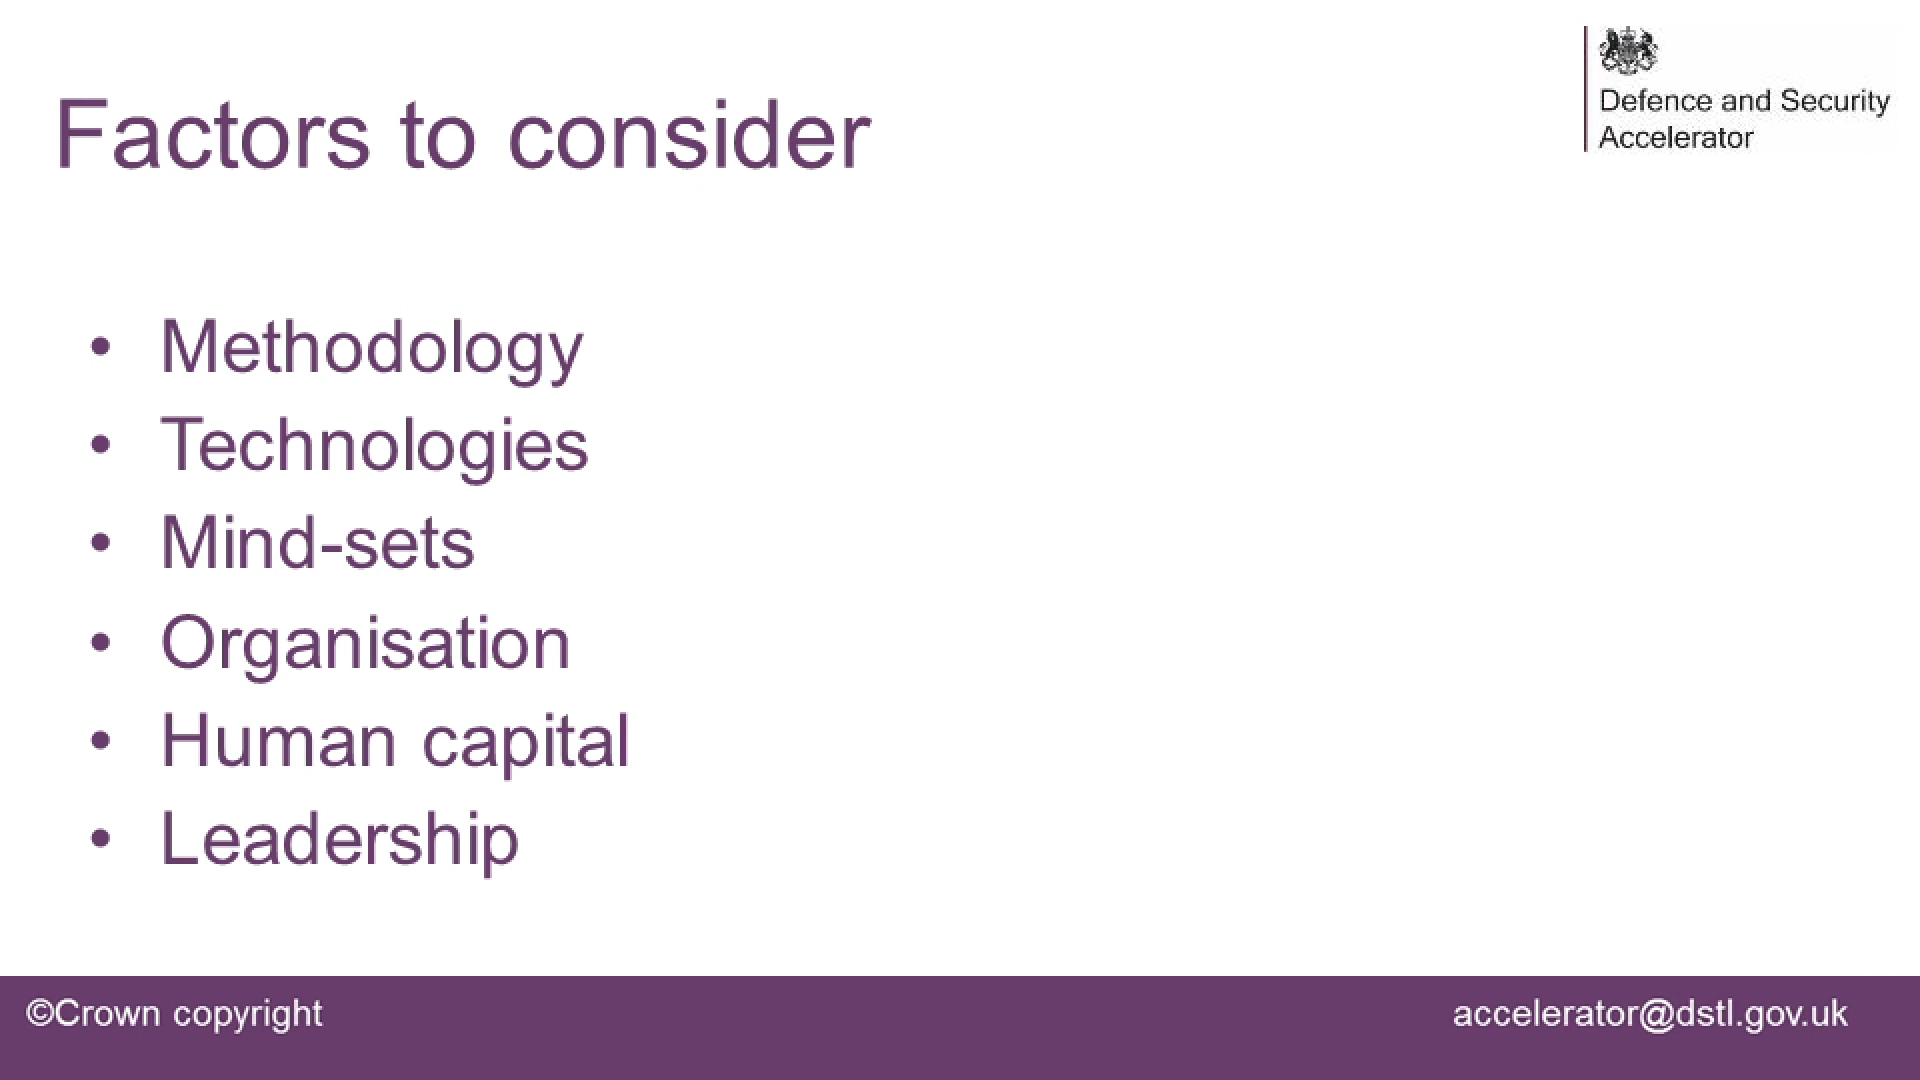 Defence and Security
Accelerator
Factors to consider
• Methodology
• Technologies
• Mind-sets
• Organisation
• Human capital
• Leadership
©Crown copyright
accelerator@dstl.gov.uk